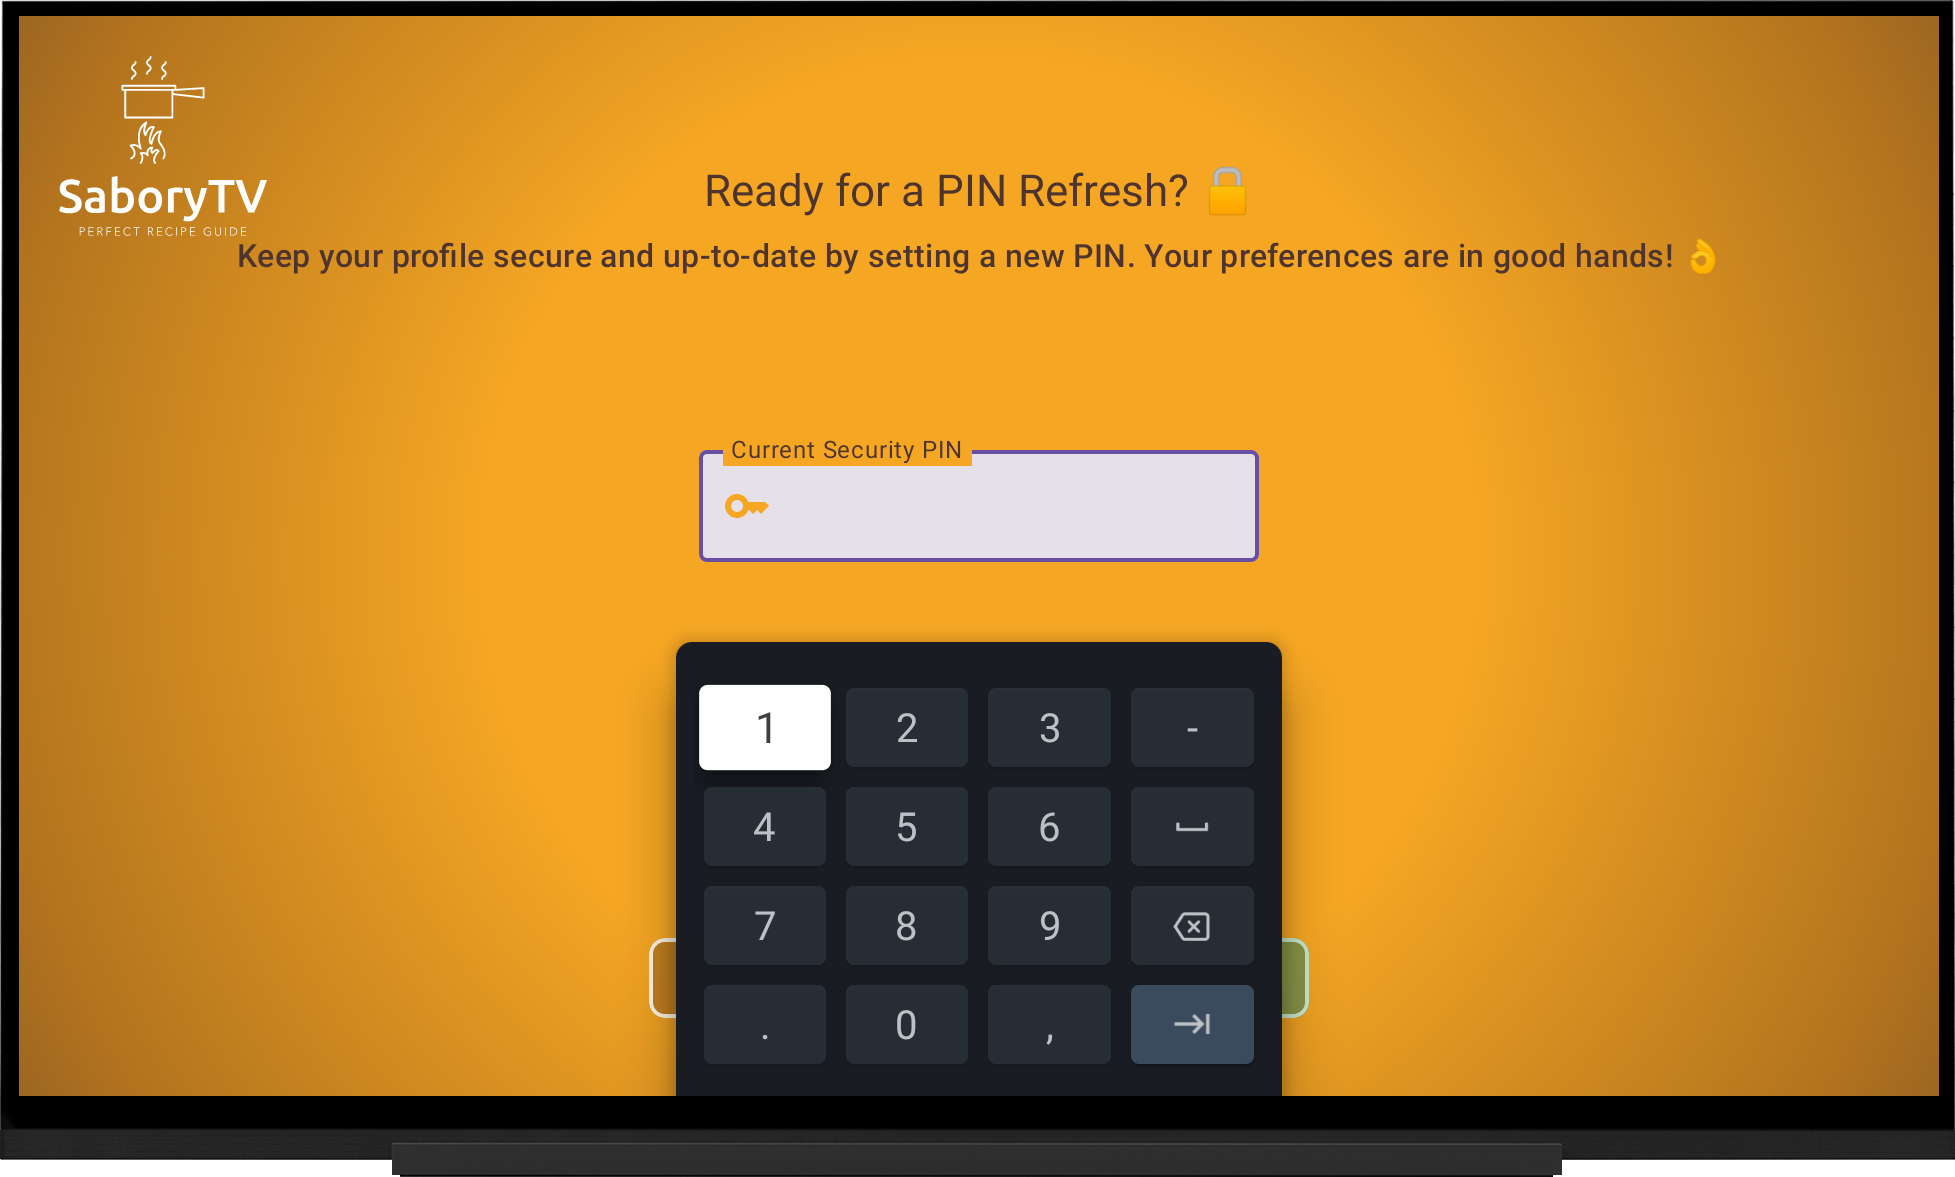 SaboryTV
PERFECT RECIPE GUIDE
Ready for a PIN Refresh? 🔒
Keep your profile secure and up-to-date by setting a new PIN. Your preferences are in good hands! 👌
Current Security PIN
1 2 3 -
4 5 6
7 8 9
. 0 ,